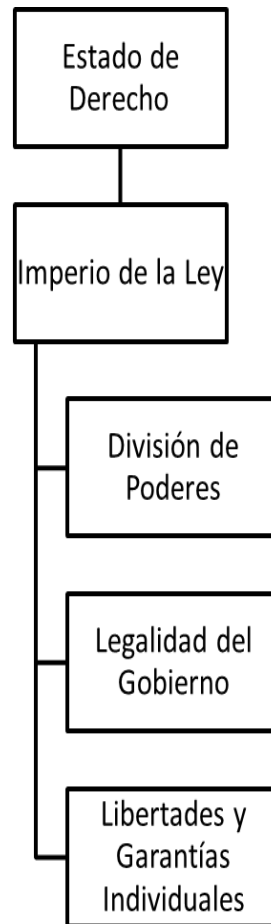 Estado de
Derecho
Imperio de la Ley
División de
Poderes
Legalidad del
Gobierno
Libertades y
Garantías
Individuales